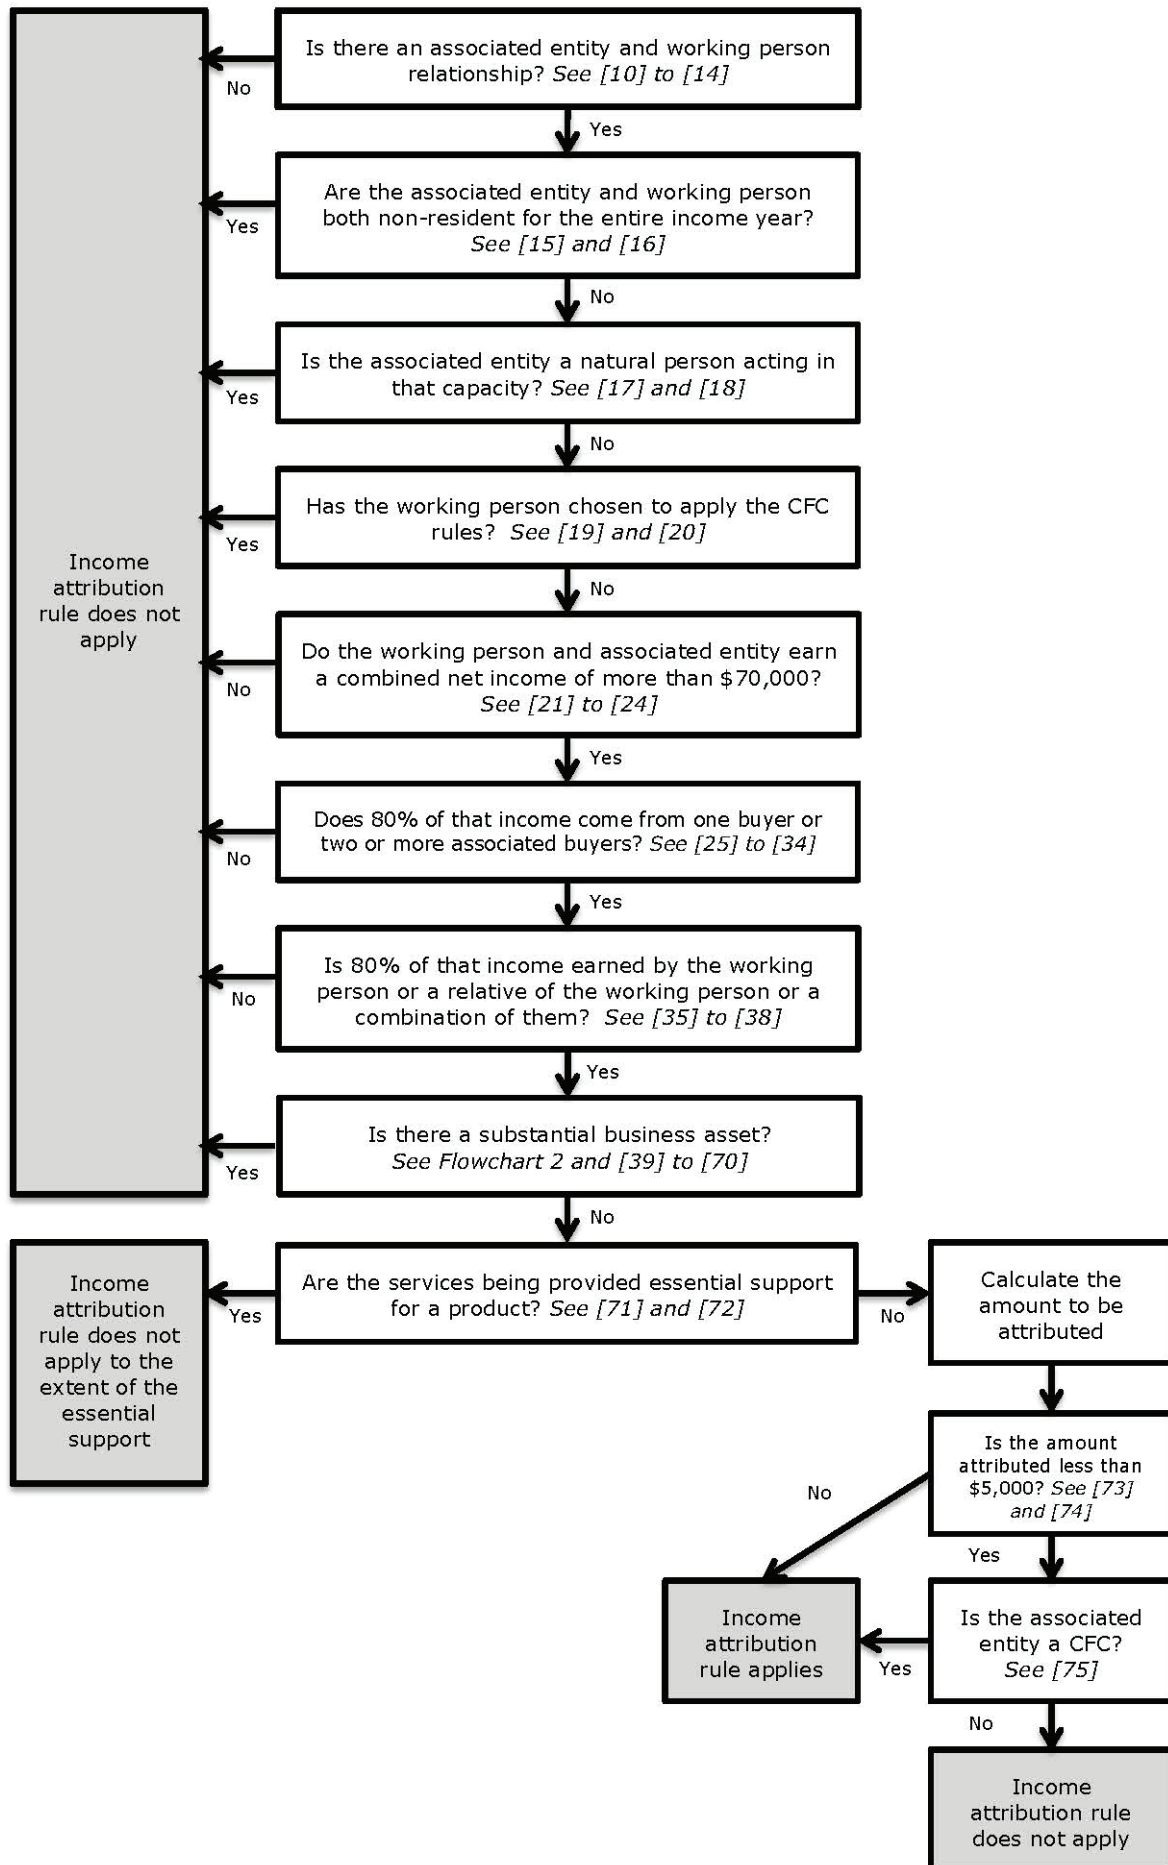 Is there an associated entity and working person
relationship? See [10] to [14]
No
Yes
Are the associated entity and working person
both non-resident for the entire income year?
See [15] and [16]
Yes
No
Is the associated entity a natural person acting in
that capacity? See [17] and [18]
Yes
No
Has the working person chosen to apply the CFC
rules? See [19] and [20]
Yes
No
Income
attribution
rule does not
apply
Do the working person and associated entity earn
a combined net income of more than $70,000?
See [21] to [24]
No
Yes
Does 80% of that income come from one buyer or
two or more associated buyers? See [25] to [34]
No
Yes
Is 80% of that income earned by the working
person or a relative of the working person or a
combination of them? See [35] to [38]
No
Yes
Is there a substantial business asset?
See Flowchart 2 and [39] to [70]
Yes
No
Are the services being provided essential support
for a product? See [71] and [72]
Yes
No
Income
attribution
rule does not
apply to the
extent of the
essential
support
Calculate the
amount to be
attributed
Is the amount
attributed less than
$5,000? See [73]
and [74]
No
Yes
Income
attribution
rule applies
Is the associated
entity a CFC?
See [75]
Yes
No
Income
attribution rule
does not apply